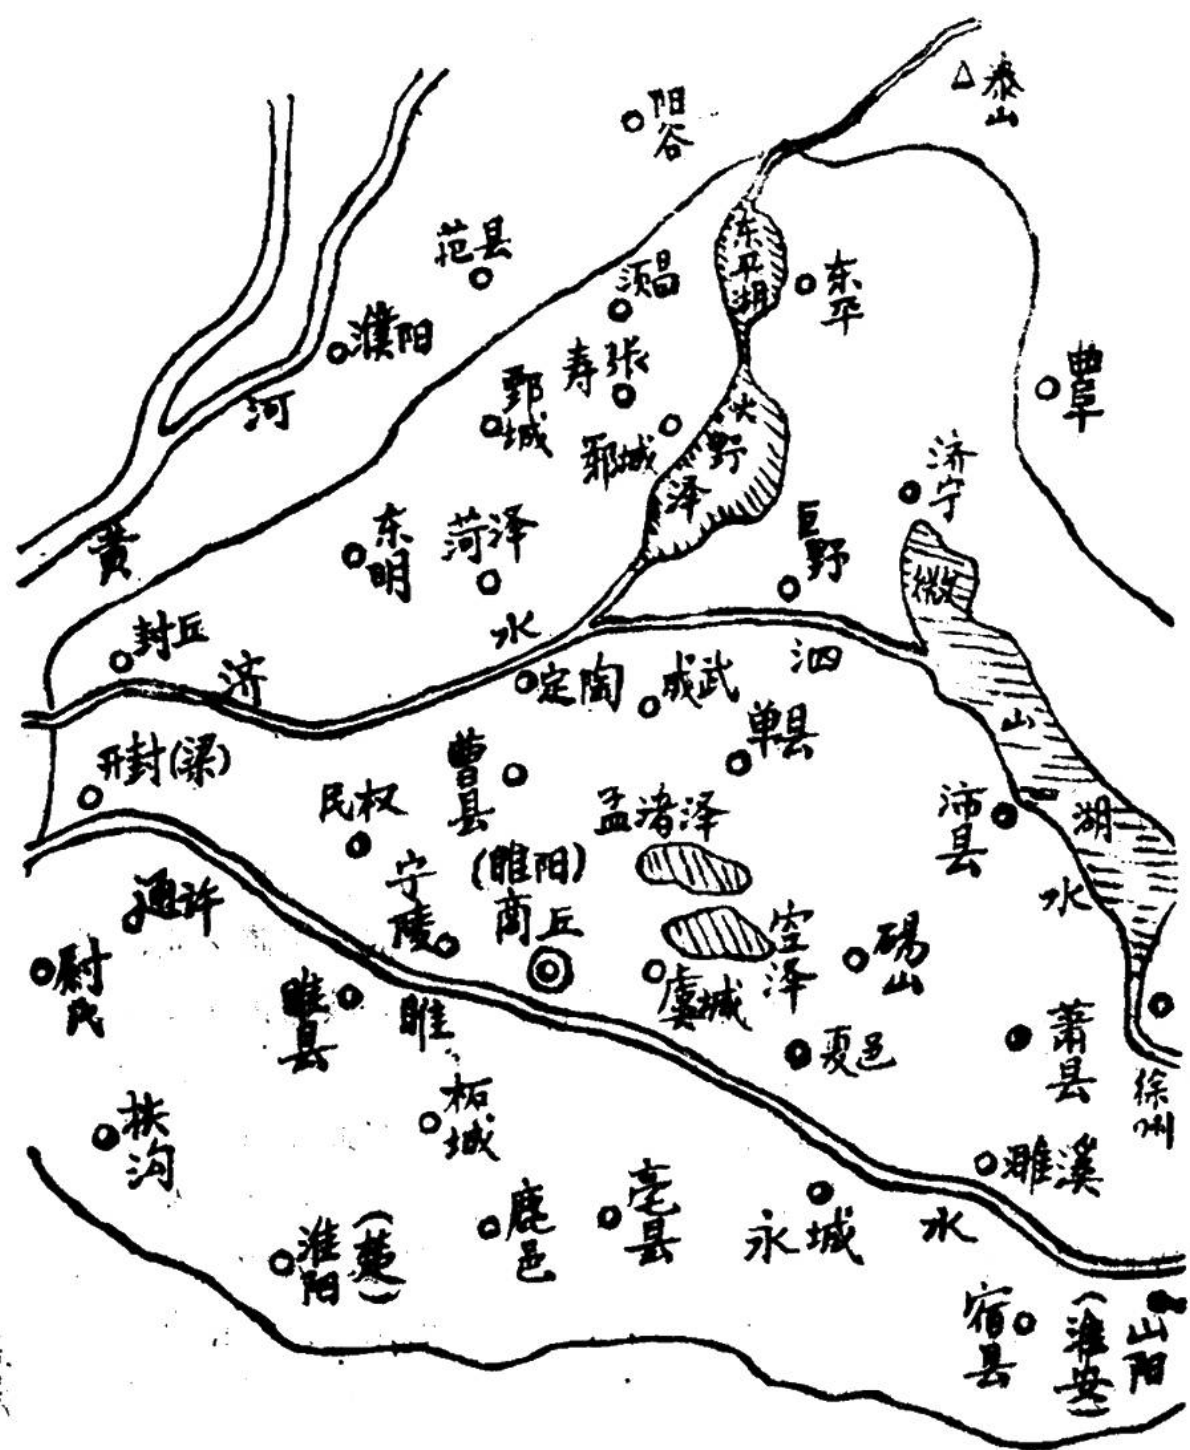 泰山
阳谷
范县
须昌
东平湖
东平
濮阳
寿张
鄄城
曲阜
河
郓城
大野泽
济宁
黄
东明
菏泽
巨野
微山湖
封丘
济水
定陶
成武
泗水
单县
开封(梁)
曹县
民权
孟渚泽
沛县
宁陵
(睢阳)
商丘
通许
空泽
砀山
尉氏
睢县
睢水
虞城
夏邑
萧县
徐州
扶沟
柘城
濉溪
淮阳
(楚)
鹿邑
亳县
永城
宿县
山阳
(淮安)